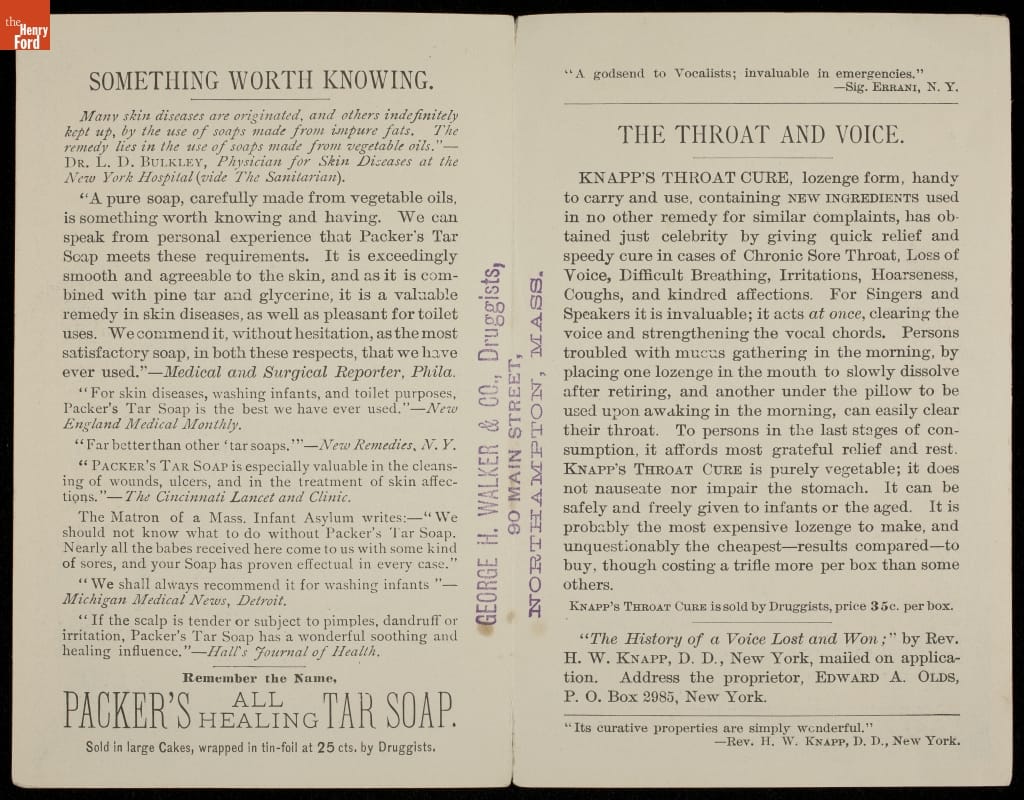 the
Henry
Ford
SOMETHING WORTH KNOWING.
Many skin diseases are originated, and others indefinitely
kept up, by the use of soaps made from impure fats. The
remedy lies in the use of soaps made from vegetable oils."—
DR. L. D. BULKLEY, Physician for Skin Diseases at the
New York Hospital (vide The Sanitarian).
"A pure soap, carefully made from vegetable oils,
is something worth knowing and having. We can
speak from personal experience that Packer's Tar
Soap meets these requirements. It is exceedingly
smooth and agreeable to the skin, and as it is com-
bined with pine tar and glycerine, it is a valuable
remedy in skin diseases, as well as pleasant for toilet
uses. We commend it, without hesitation, as the most
satisfactory soap, in both these respects, that we have
ever used."—Medical and Surgical Reporter, Phila.
"For skin diseases, washing infants, and toilet purposes,
Packer's Tar Soap is the best we have ever used."—New
England Medical Monthly.
"Far better than other 'tar soaps.'"—New Remedies, N. Y.
"PACKER'S TAR SOAP is especially valuable in the cleans-
ing of wounds, ulcers, and in the treatment of skin affec-
tions."—The Cincinnati Lancet and Clinic.
The Matron of a Mass. Infant Asylum writes:—"We
should not know what to do without Packer's Tar Soap.
Nearly all the babes received here come to us with some kind
of sores, and your Soap has proven effectual in every case."
"We shall always recommend it for washing infants"—
Michigan Medical News, Detroit.
"If the scalp is tender or subject to pimples, dandruff or
irritation, Packer's Tar Soap has a wonderful soothing and
healing influence."—Hall's Journal of Health.
Remember the Name,
PACKER'S ALL HEALING TAR SOAP.
Sold in large Cakes, wrapped in tin-foil at 25 cts. by Druggists.
GEORGE H. WALKER & CO., Druggists,
90 MAIN STREET,
NORTHAMPTON, MASS.
"A godsend to Vocalists; invaluable in emergencies."
—Sig. ERRANI, N. Y.
THE THROAT AND VOICE.
KNAPP'S THROAT CURE, lozenge form, handy
to carry and use, containing NEW INGREDIENTS used
in no other remedy for similar complaints, has ob-
tained just celebrity by giving quick relief and
speedy cure in cases of Chronic Sore Throat, Loss of
Voice, Difficult Breathing, Irritations, Hoarseness,
Coughs, and kindred affections. For Singers and
Speakers it is invaluable; it acts at once, clearing the
voice and strengthening the vocal chords. Persons
troubled with mucus gathering in the morning, by
placing one lozenge in the mouth to slowly dissolve
after retiring, and another under the pillow to be
used upon awaking in the morning, can easily clear
their throat. To persons in the last stages of con-
sumption, it affords most grateful relief and rest.
KNAPP'S THROAT CURE is purely vegetable; it does
not nauseate nor impair the stomach. It can be
safely and freely given to infants or the aged. It is
probably the most expensive lozenge to make, and
unquestionably the cheapest—results compared—to
buy, though costing a trifle more per box than some
others.
KNAPP'S THROAT CURE is sold by Druggists, price 35c. per box.
"The History of a Voice Lost and Won;" by Rev.
H. W. KNAPP, D. D., New York, mailed on applica-
tion. Address the proprietor, EDWARD A. OLDS,
P. O. Box 2985, New York.
"Its curative properties are simply wonderful."
—Rev. H. W. KNAPP, D. D., New York.